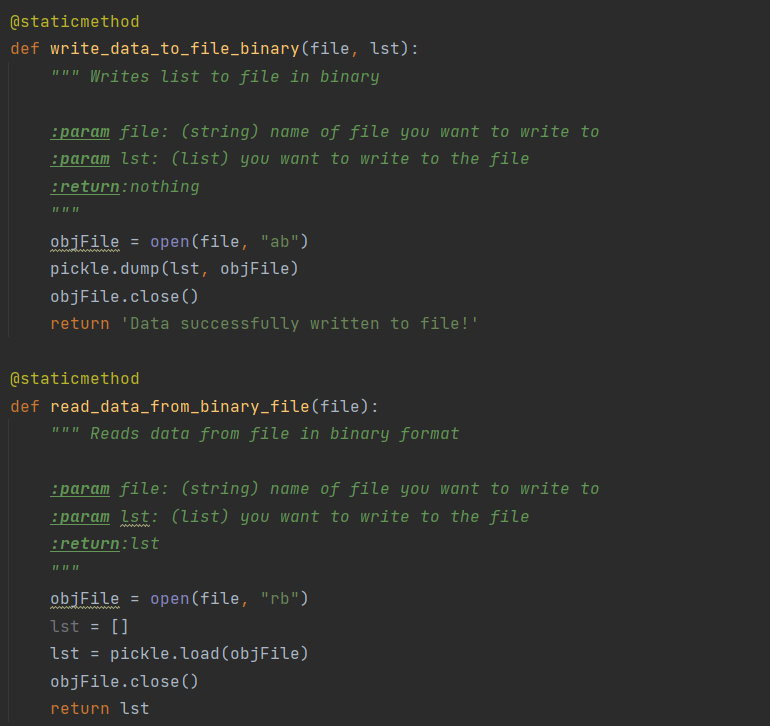 @staticmethod
def write_data_to_file_binary(file, lst):
    """ Writes list to file in binary

    :param file: (string) name of file you want to write to
    :param lst: (list) you want to write to the file
    :return:nothing
    """
    objFile = open(file, "ab")
    pickle.dump(lst, objFile)
    objFile.close()
    return 'Data successfully written to file!'

@staticmethod
def read_data_from_binary_file(file):
    """ Reads data from file in binary format

    :param file: (string) name of file you want to write to
    :param lst: (list) you want to write to the file
    :return:lst
    """
    objFile = open(file, "rb")
    lst = []
    lst = pickle.load(objFile)
    objFile.close()
    return lst